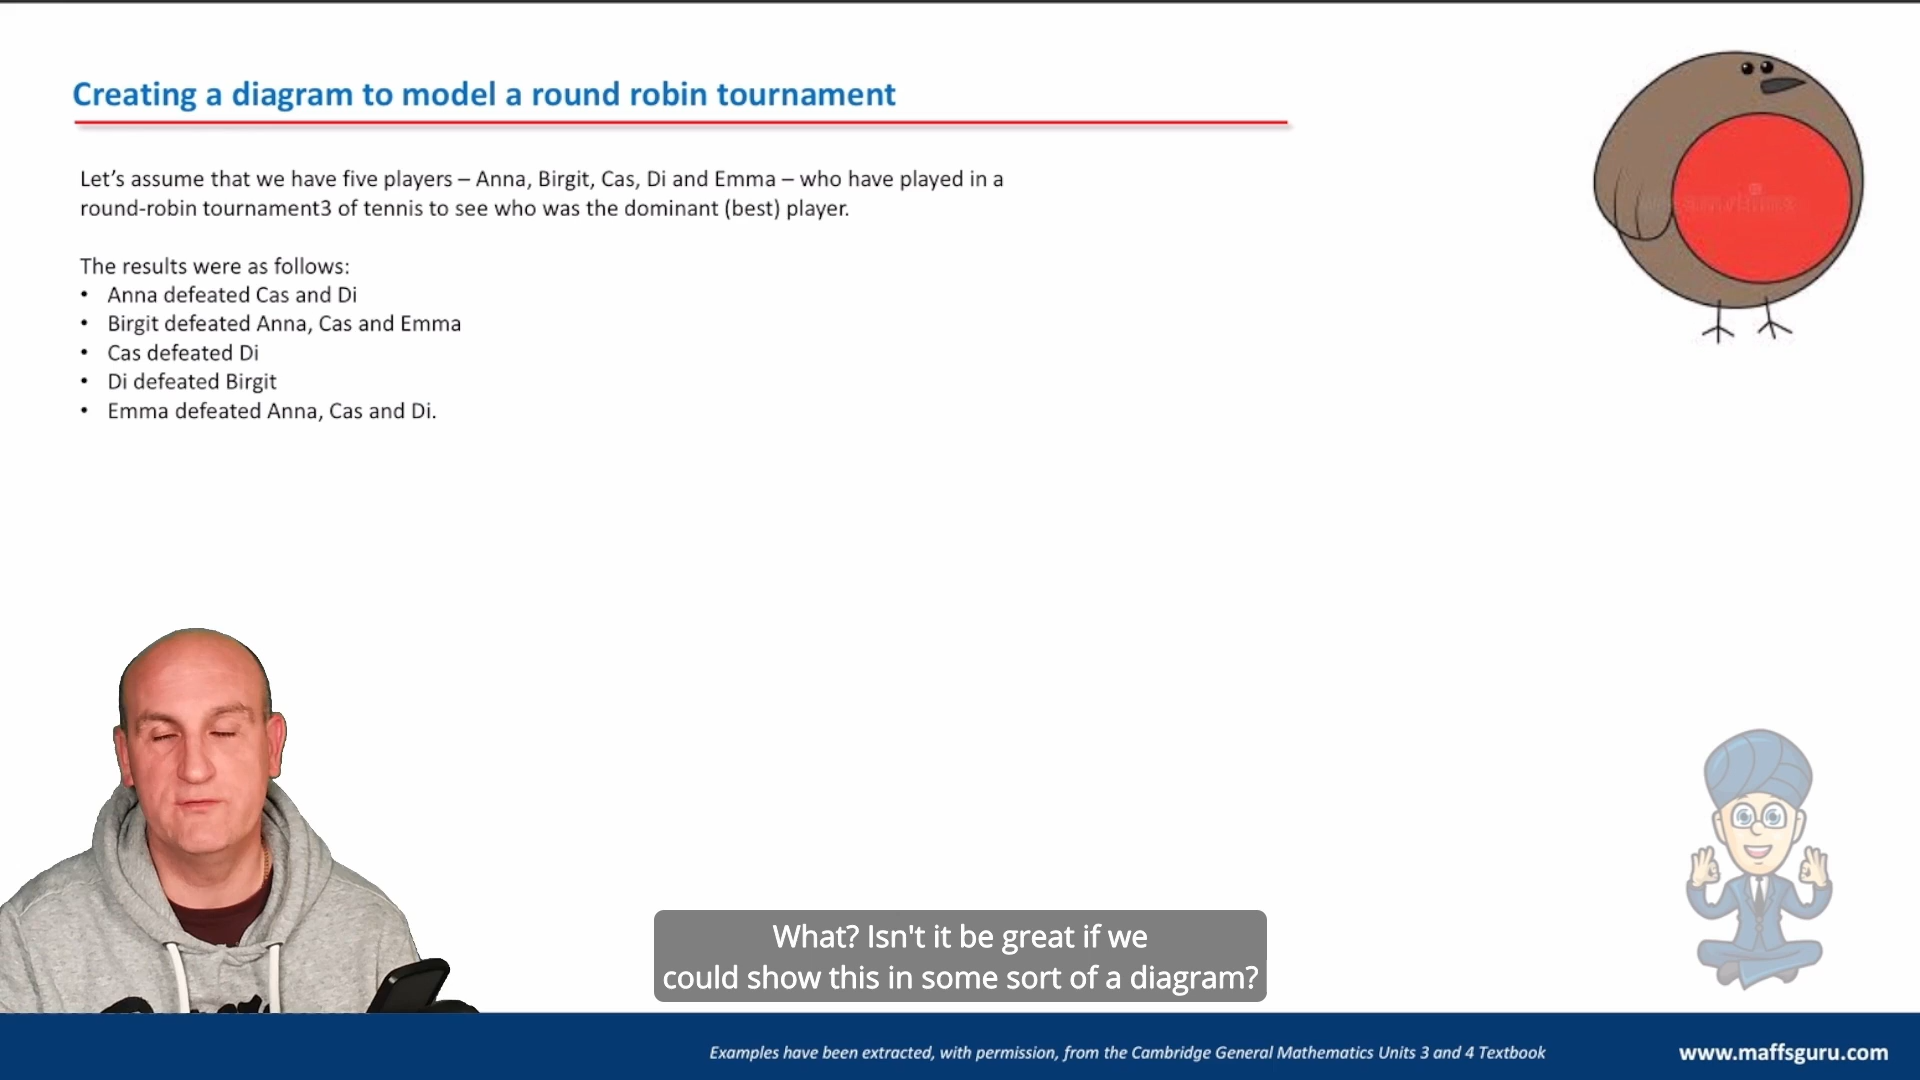 Creating a diagram to model a round robin tournament
Let's assume that we have five players – Anna, Birgit, Cas, Di and Emma – who have played in a
round-robin tournament3 of tennis to see who was the dominant (best) player.
The results were as follows:
• Anna defeated Cas and Di
• Birgit defeated Anna, Cas and Emma
• Cas defeated Di
• Di defeated Birgit
• Emma defeated Anna, Cas and Di.
What? Isn't it be great if we
could show this in some sort of a diagram?
Examples have been extracted, with permission, from the Cambridge General Mathematics Units 3 and 4 Textbook
www.maffsguru.com